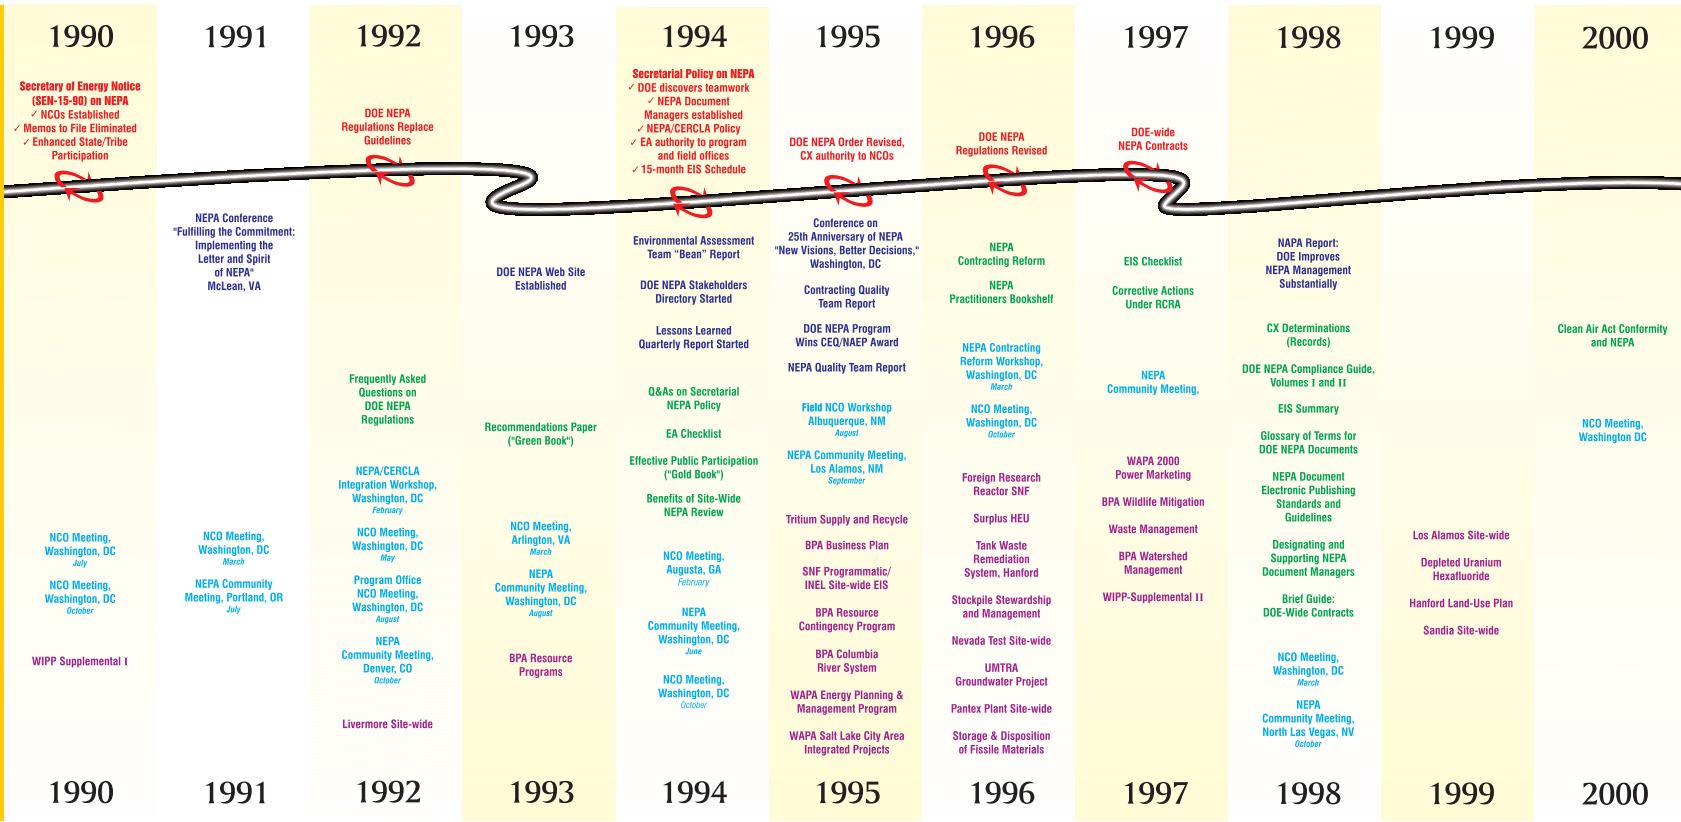 1990
1991
1992
1993
1994
1995
1996
1997
1998
1999
2000
Secretary of Energy Notice
(SEN-15-90) on NEPA
✓ NCOs Established
✓ Memos to File Eliminated
✓ Enhanced State/Tribe
Participation
NCO Meeting,
Washington, DC
July
NCO Meeting,
Washington, DC
October
WIPP Supplemental I
NEPA Conference
"Fulfilling the Commitment:
Implementing the
Letter and Spirit
of NEPA"
McLean, VA
NCO Meeting,
Washington, DC
March
NEPA Community
Meeting, Portland, OR
July
DOE NEPA
Regulations Replace
Guidelines
Frequently Asked
Questions on
DOE NEPA
Regulations
NEPA/CERCLA
Integration Workshop,
Washington, DC
February
NCO Meeting,
Washington, DC
May
Program Office
NCO Meeting,
Washington, DC
August
NEPA
Community Meeting,
Denver, CO
October
Livermore Site-wide
DOE NEPA Web Site
Established
Recommendations Paper
("Green Book")
NCO Meeting,
Arlington, VA
March
NEPA
Community Meeting,
Washington, DC
August
BPA Resource
Programs
Secretarial Policy on NEPA
✓ DOE discovers teamwork
✓ NEPA Document
Managers established
✓ NEPA/CERCLA Policy
✓ EA authority to program
and field offices
✓ 15-month EIS Schedule
Environmental Assessment
Team “Bean” Report
DOE NEPA Stakeholders
Directory Started
Lessons Learned
Quarterly Report Started
Q&As on Secretarial
NEPA Policy
EA Checklist
Effective Public Participation
("Gold Book")
Benefits of Site-Wide
NEPA Review
NCO Meeting,
Augusta, GA
February
NEPA
Community Meeting,
Washington, DC
June
NCO Meeting,
Washington, DC
October
DOE NEPA Order Revised,
CX authority to NCOs
Conference on
25th Anniversary of NEPA
"New Visions, Better Decisions,"
Washington, DC
Contracting Quality
Team Report
DOE NEPA Program
Wins CEQ/NAEP Award
NEPA Quality Team Report
Field NCO Workshop
Albuquerque, NM
August
NEPA Community Meeting,
Los Alamos, NM
September
Tritium Supply and Recycle
BPA Business Plan
SNF Programmatic/
INEL Site-wide EIS
BPA Resource
Contingency Program
BPA Columbia
River System
WAPA Energy Planning &
Management Program
WAPA Salt Lake City Area
Integrated Projects
DOE NEPA
Regulations Revised
NEPA
Contracting Reform
NEPA
Practitioners Bookshelf
NEPA Contracting
Reform Workshop,
Washington, DC
March
NCO Meeting,
Washington, DC
October
Foreign Research
Reactor SNF
Surplus HEU
Tank Waste
Remediation
System, Hanford
Stockpile Stewardship
and Management
Nevada Test Site-wide
UMTRA
Groundwater Project
Pantex Plant Site-wide
Storage & Disposition
of Fissile Materials
DOE-wide
NEPA Contracts
EIS Checklist
Corrective Actions
Under RCRA
NEPA
Community Meeting,
WAPA 2000
Power Marketing
BPA Wildlife Mitigation
Waste Management
BPA Watershed
Management
WIPP-Supplemental II
NAPA Report:
DOE Improves
NEPA Management
Substantially
CX Determinations
(Records)
DOE NEPA Compliance Guide,
Volumes I and II
EIS Summary
Glossary of Terms for
DOE NEPA Documents
NEPA Document
Electronic Publishing
Standards and
Guidelines
Designating and
Supporting NEPA
Document Managers
Brief Guide:
DOE-Wide Contracts
NCO Meeting,
Washington, DC
March
NEPA
Community Meeting,
North Las Vegas, NV
October
Los Alamos Site-wide
Depleted Uranium
Hexafluoride
Hanford Land-Use Plan
Sandia Site-wide
Clean Air Act Conformity
and NEPA
NCO Meeting,
Washington DC
1990
1991
1992
1993
1994
1995
1996
1997
1998
1999
2000